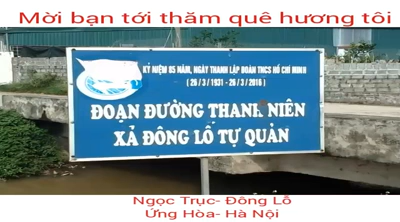 Mời bạn tới thăm quê hương tôi
KỶ NIỆM 85 NĂM, NGÀY THANH LẬP ĐOÀN TNCS HỒ CHÍ MINH
( 26 / 3 / 1931 - 26 / 3 / 2016 )
ĐOẠN ĐƯỜNG THANH NIÊN
XÃ ĐÔNG LỖ TỰ QUẢN
Ngọc Trục- Đông Lỗ
Ứng Hòa- Hà Nội